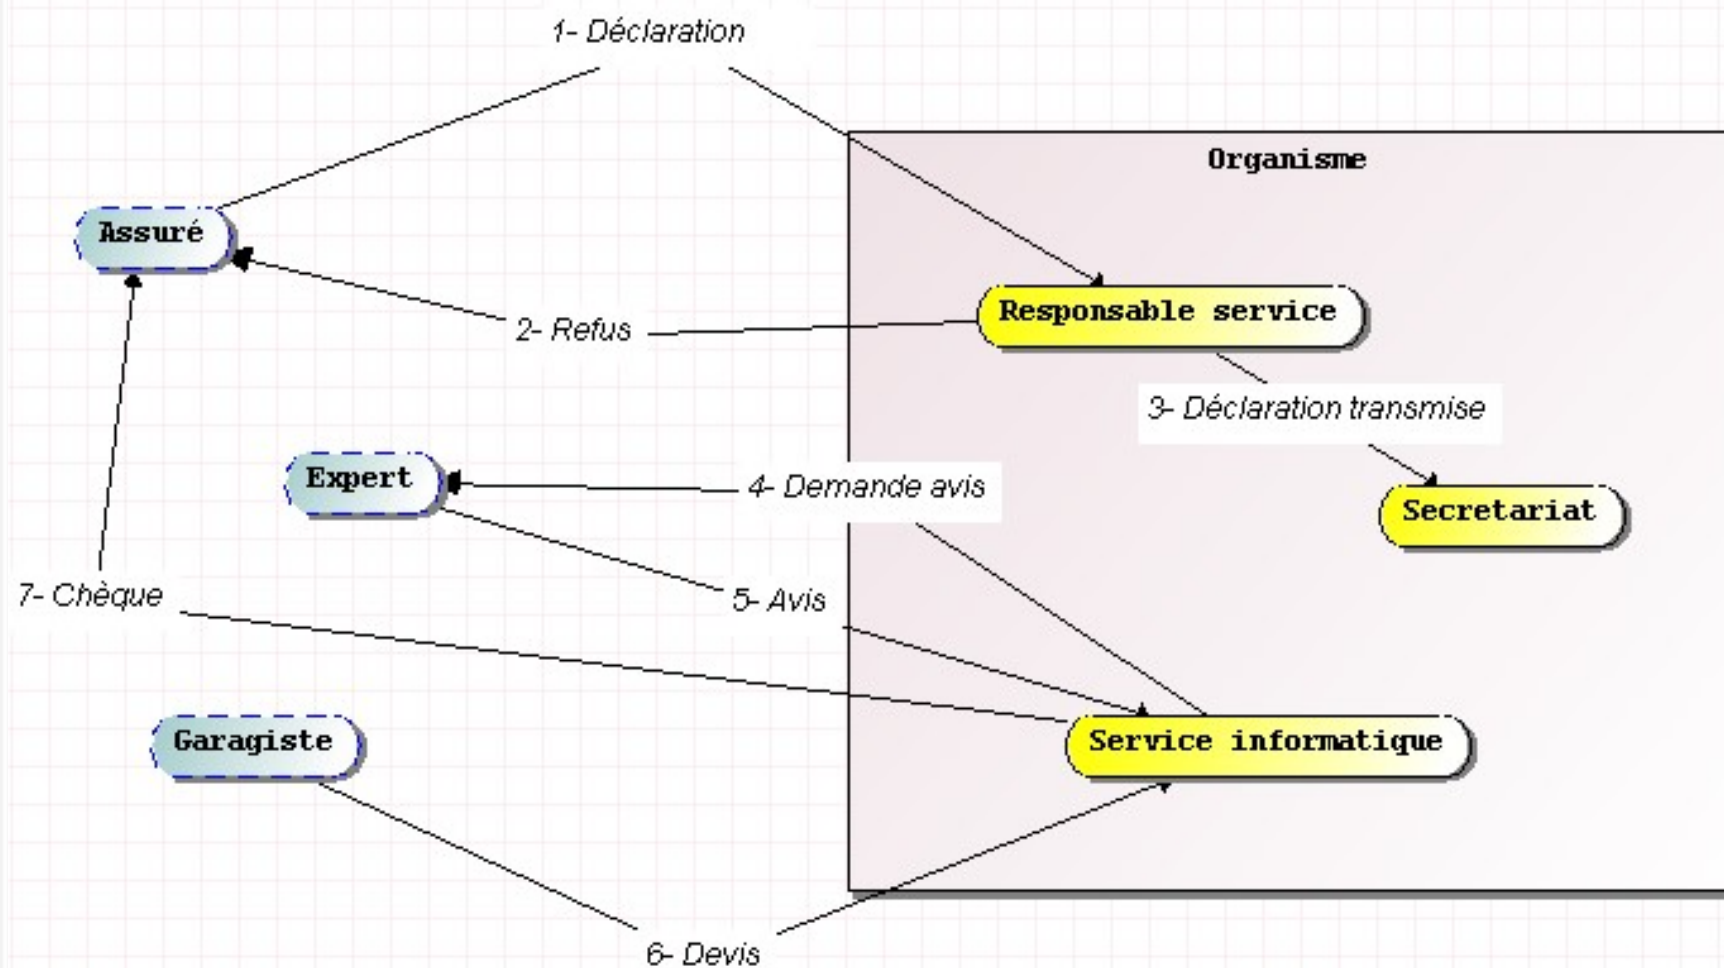 1- Déclaration
Organisme
Assuré
Responsable service
2- Refus
3- Déclaration transmise
Expert
4- Demande avis
Secretariat
7- Chèque
5- Avis
Garagiste
Service informatique
6- Devis